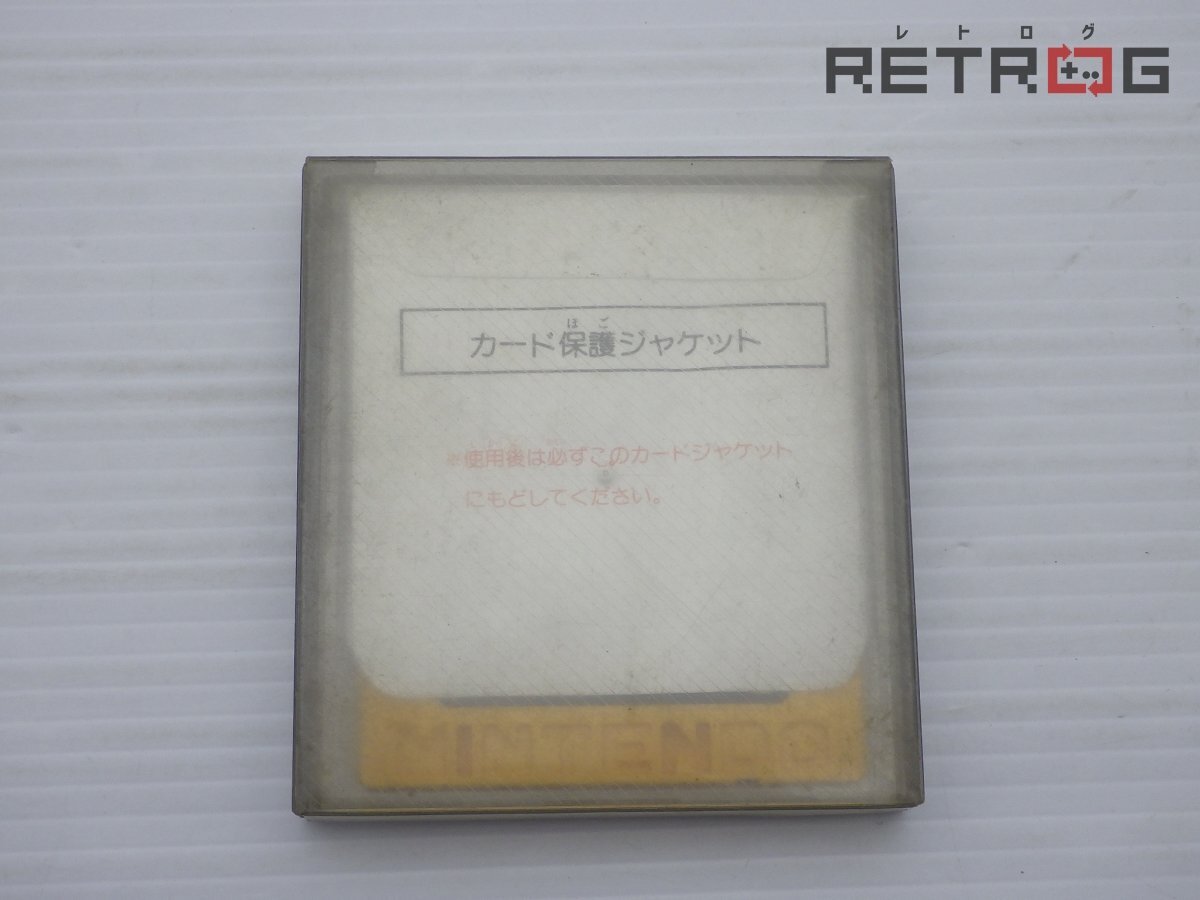 レトログ
RETROG
ほご
カード保護ジャケット
※使用後は必ずこのカードジャケット
にもどしてください。